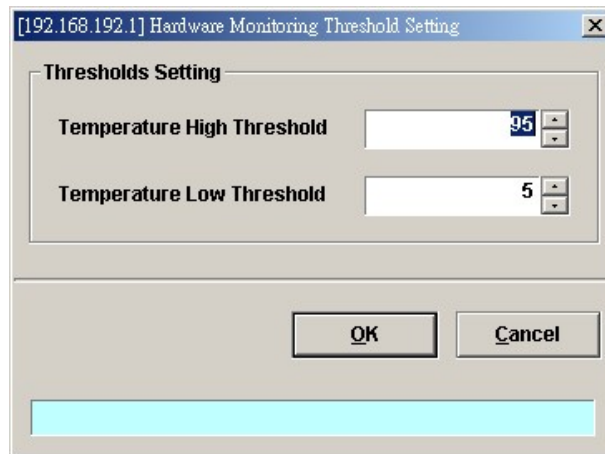 [192.168.192.1] Hardware Monitoring Threshold Setting
Thresholds Setting
Temperature High Threshold 95
Temperature Low Threshold 5
OK Cancel